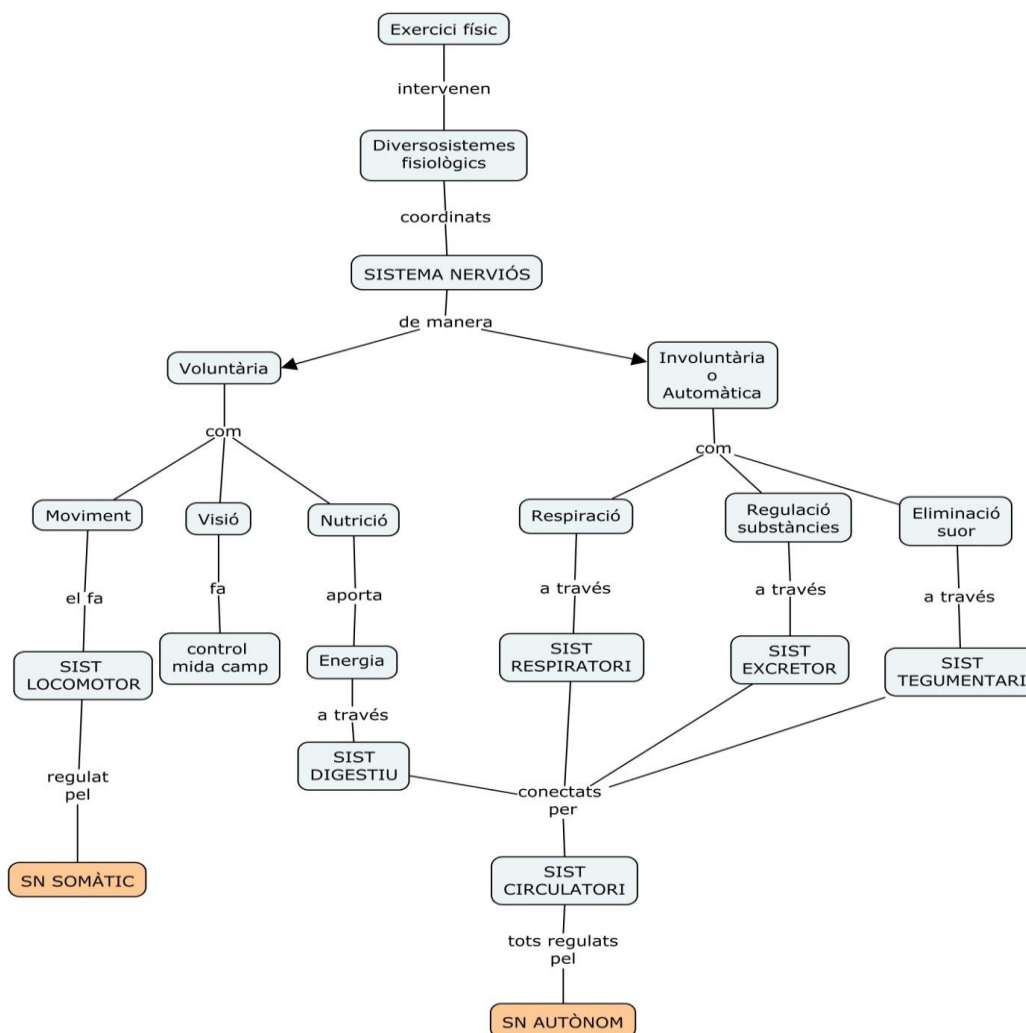 Exercici físic
intervenen
Diversosistemes
fisiològics
coordinats
SISTEMA NERVIÓS
de manera
Voluntària
Involuntària
o
Automàtica
com
com
Moviment
Visió
Nutrició
Respiració
Regulació
substàncies
Eliminació
suor
el fa
fa
aporta
a través
a través
a través
SIST
LOCOMOTOR
control
mida camp
Energia
SIST
RESPIRATORI
SIST
EXCRETOR
SIST
TEGUMENTARI
a través
SIST
DIGESTIU
regulat
pel
conectats
per
SN SOMÀTIC
SIST
CIRCULATORI
tots regulats
pel
SN AUTÒNOM